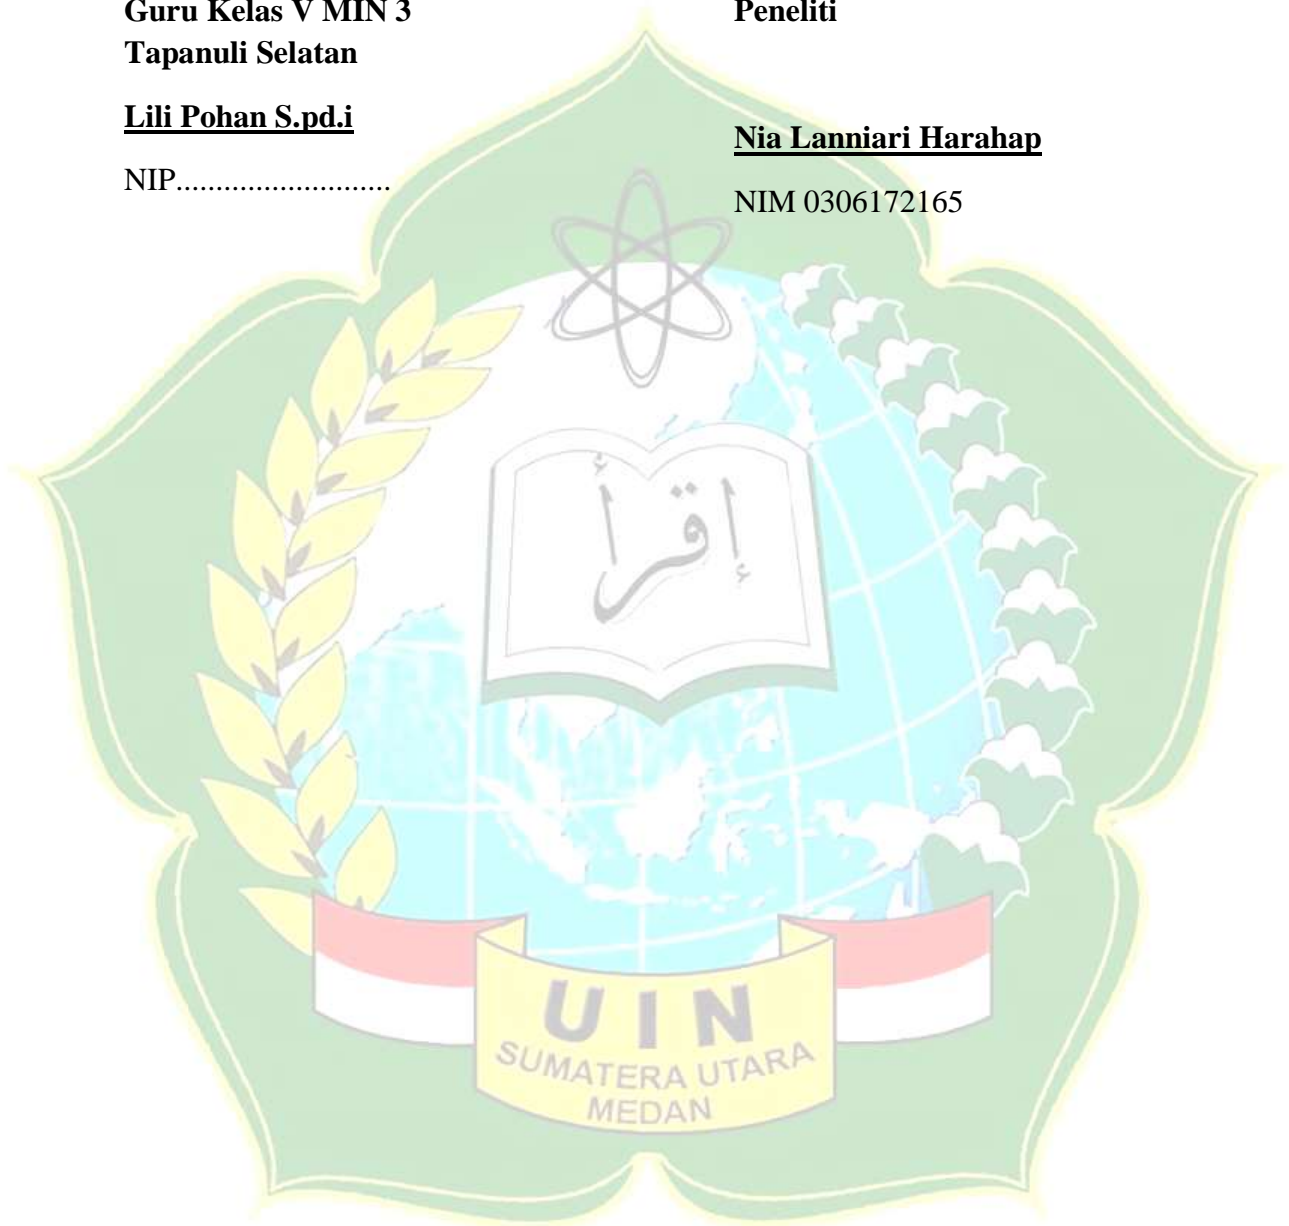 Guru Kelas V MIN 3
Tapanuli Selatan
Lili Pohan S.pd.i
NIP...........................
Peneliti
Nia Lanniari Harahap
NIM 0306172165
إقرأ
UIN
SUMATERA UTARA
MEDAN